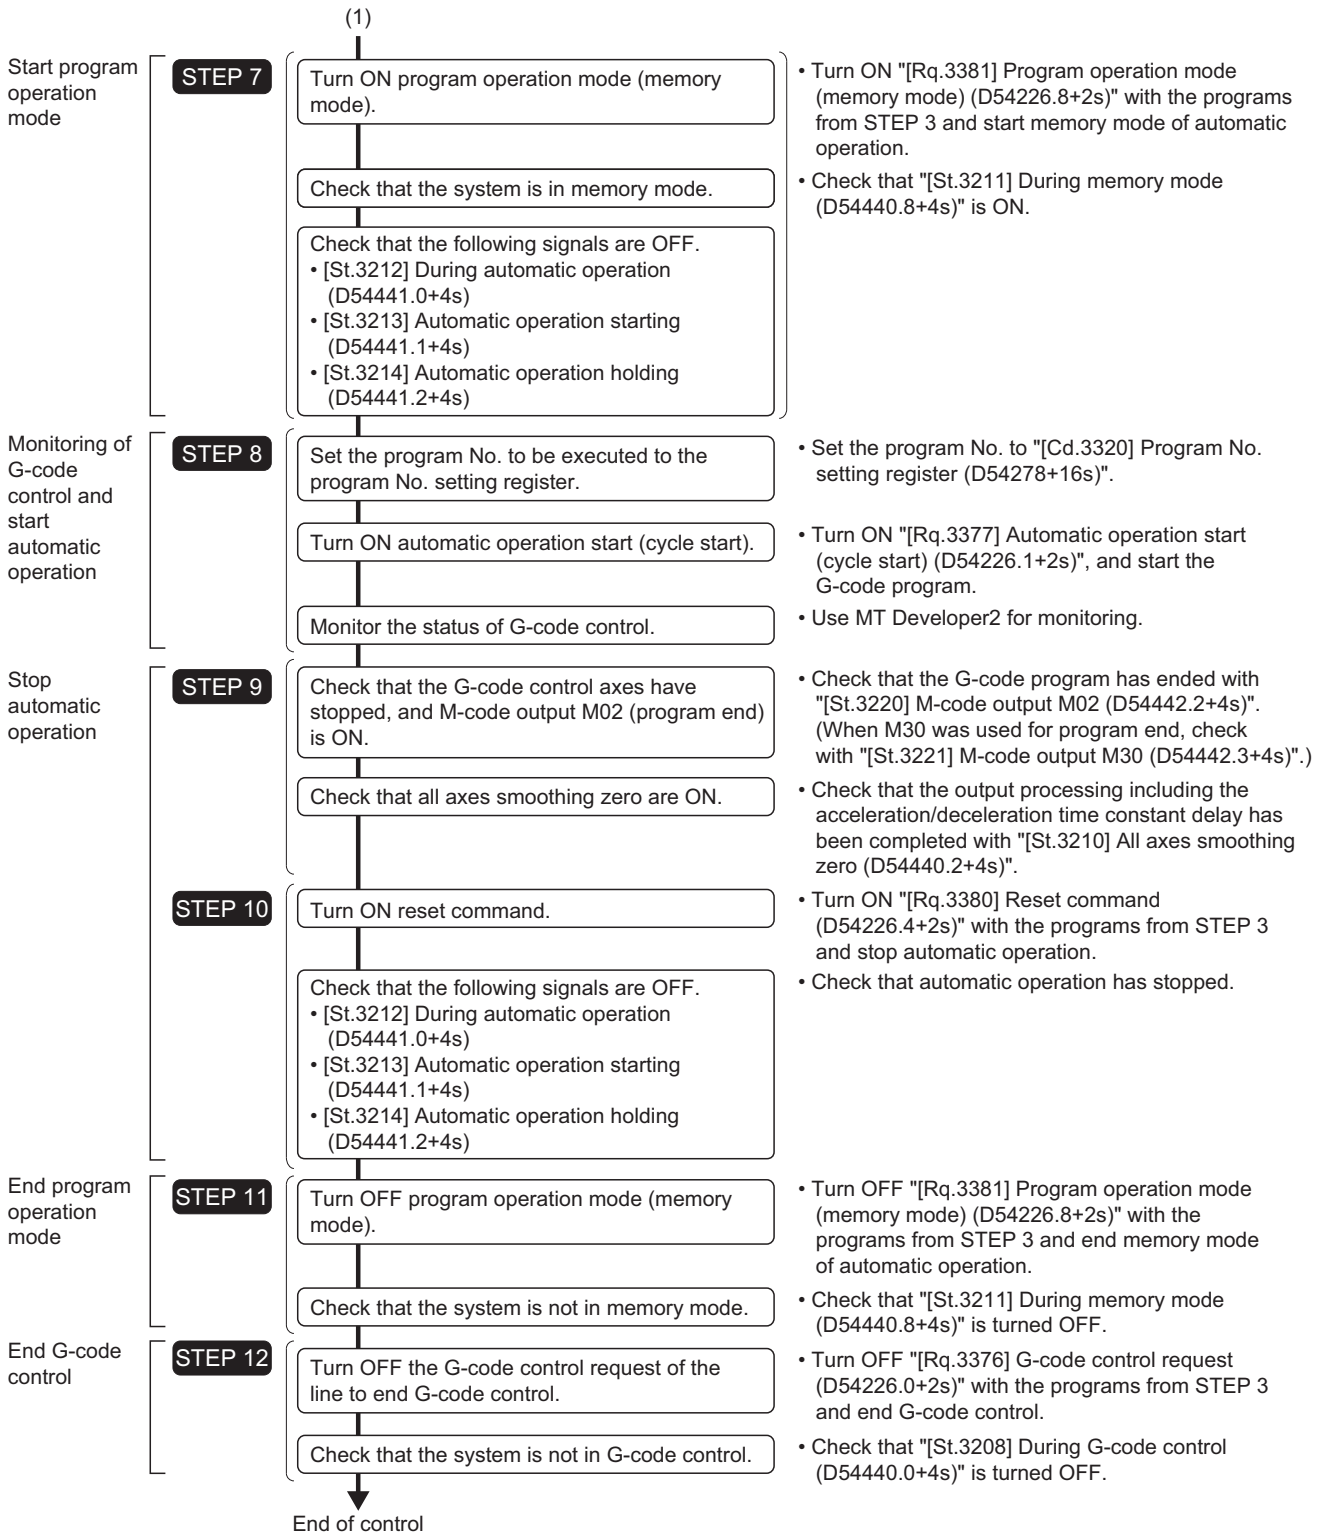 (1)
Start program
operation
mode
STEP 7
Turn ON program operation mode (memory
mode).
• Turn ON "[Rq.3381] Program operation mode
(memory mode) (D54226.8+2s)" with the programs
from STEP 3 and start memory mode of automatic
operation.
Check that the system is in memory mode.
• Check that "[St.3211] During memory mode
(D54440.8+4s)" is ON.
Check that the following signals are OFF.
• [St.3212] During automatic operation
(D54441.0+4s)
• [St.3213] Automatic operation starting
(D54441.1+4s)
• [St.3214] Automatic operation holding
(D54441.2+4s)
Monitoring of
G-code
control and
start
automatic
operation
STEP 8
Set the program No. to be executed to the
program No. setting register.
• Set the program No. to "[Cd.3320] Program No.
setting register (D54278+16s)".
Turn ON automatic operation start (cycle start).
• Turn ON "[Rq.3377] Automatic operation start
(cycle start) (D54226.1+2s)", and start the
G-code program.
Monitor the status of G-code control.
• Use MT Developer2 for monitoring.
Stop
automatic
operation
STEP 9
Check that the G-code control axes have
stopped, and M-code output M02 (program end)
is ON.
• Check that the G-code program has ended with
"[St.3220] M-code output M02 (D54442.2+4s)".
(When M30 was used for program end, check
with "[St.3221] M-code output M30 (D54442.3+4s)".)
Check that all axes smoothing zero are ON.
• Check that the output processing including the
acceleration/deceleration time constant delay has
been completed with "[St.3210] All axes smoothing
zero (D54440.2+4s)".
STEP 10
Turn ON reset command.
• Turn ON "[Rq.3380] Reset command
(D54226.4+2s)" with the programs from STEP 3
and stop automatic operation.
Check that the following signals are OFF.
• [St.3212] During automatic operation
(D54441.0+4s)
• [St.3213] Automatic operation starting
(D54441.1+4s)
• [St.3214] Automatic operation holding
(D54441.2+4s)
• Check that automatic operation has stopped.
End program
operation
mode
STEP 11
Turn OFF program operation mode (memory
mode).
• Turn OFF "[Rq.3381] Program operation mode
(memory mode) (D54226.8+2s)" with the
programs from STEP 3 and end memory mode
of automatic operation.
Check that the system is not in memory mode.
• Check that "[St.3211] During memory mode
(D54440.8+4s)" is turned OFF.
End G-code
control
STEP 12
Turn OFF the G-code control request of the
line to end G-code control.
• Turn OFF "[Rq.3376] G-code control request
(D54226.0+2s)" with the programs from STEP 3
and end G-code control.
Check that the system is not in G-code control.
• Check that "[St.3208] During G-code control
(D54440.0+4s)" is turned OFF.
End of control